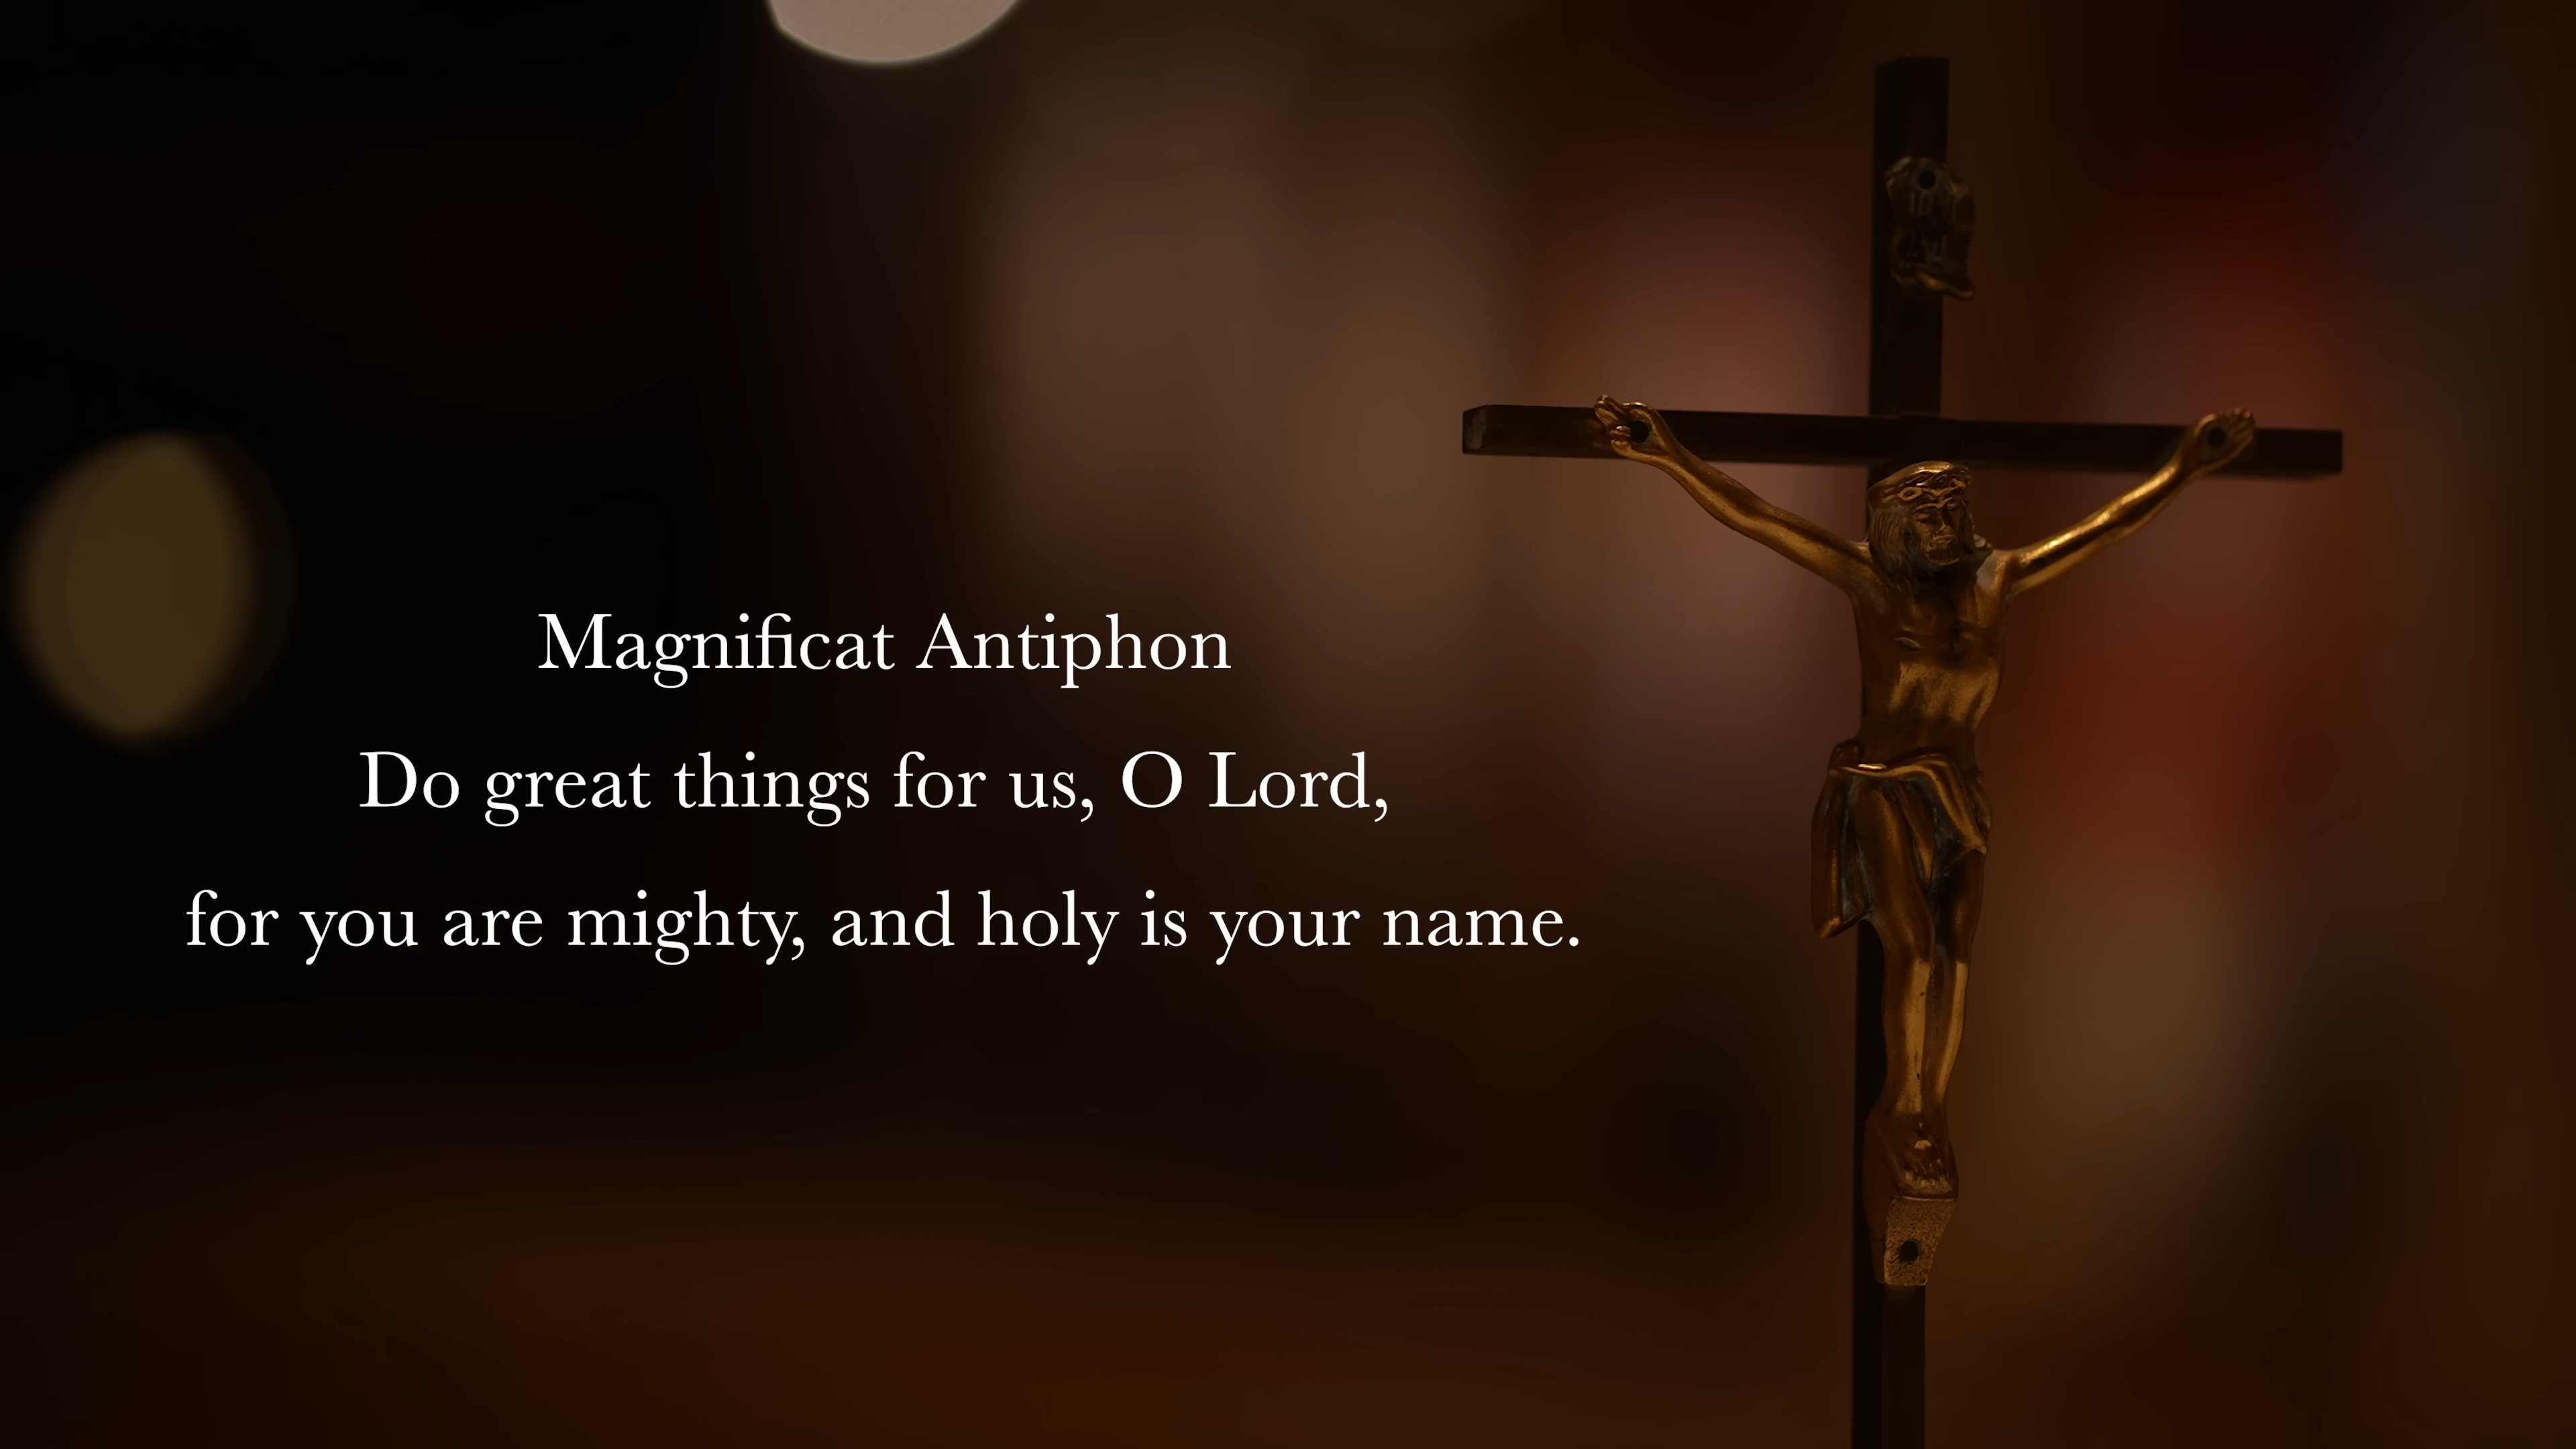 Magnificat Antiphon
Do great things for us, O Lord,
for you are mighty, and holy is your name.